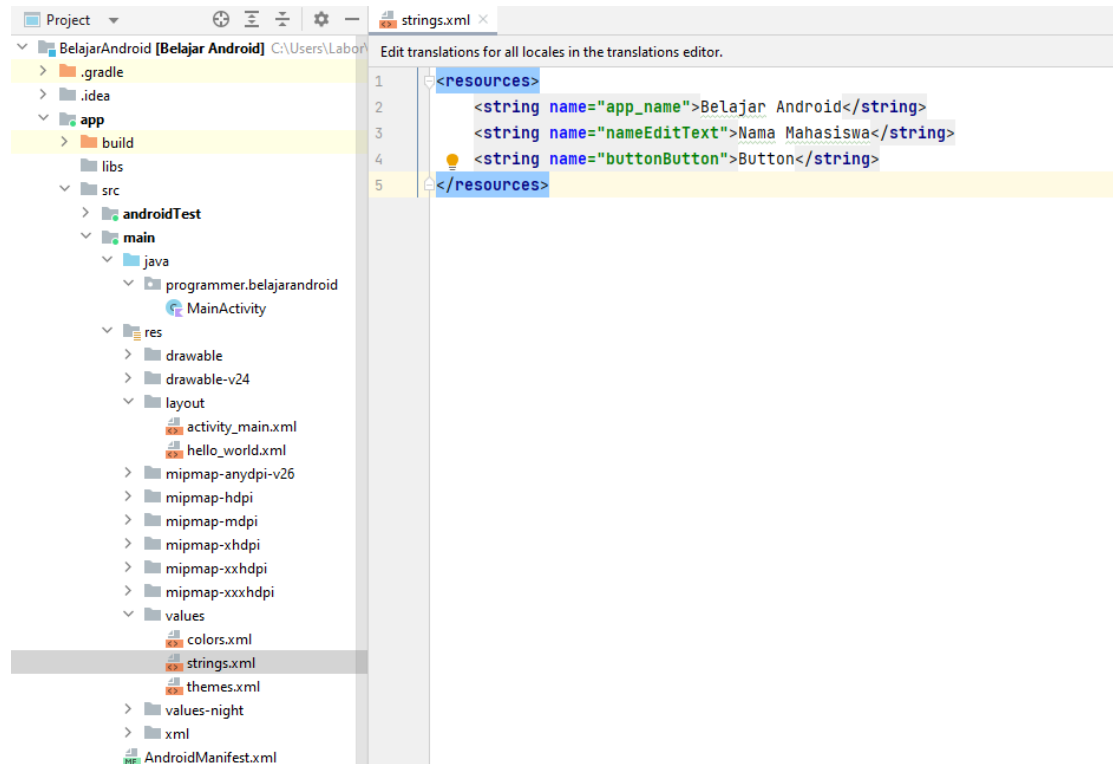 Project
strings.xml
BelajarAndroid [Belajar Android] C:\Users\Labor\
.gradle
.idea
app
build
libs
src
androidTest
main
java
programmer.belajarandroid
MainActivity
res
drawable
drawable-v24
layout
activity_main.xml
hello_world.xml
mipmap-anydpi-v26
mipmap-hdpi
mipmap-mdpi
mipmap-xhdpi
mipmap-xxhdpi
mipmap-xxxhdpi
values
colors.xml
strings.xml
themes.xml
values-night
xml
AndroidManifest.xml
Edit translations for all locales in the translations editor.
1 <resources>
2 <string name="app_name">Belajar Android</string>
3 <string name="nameEditText">Nama Mahasiswa</string>
4 <string name="buttonButton">Button</string>
5 </resources>